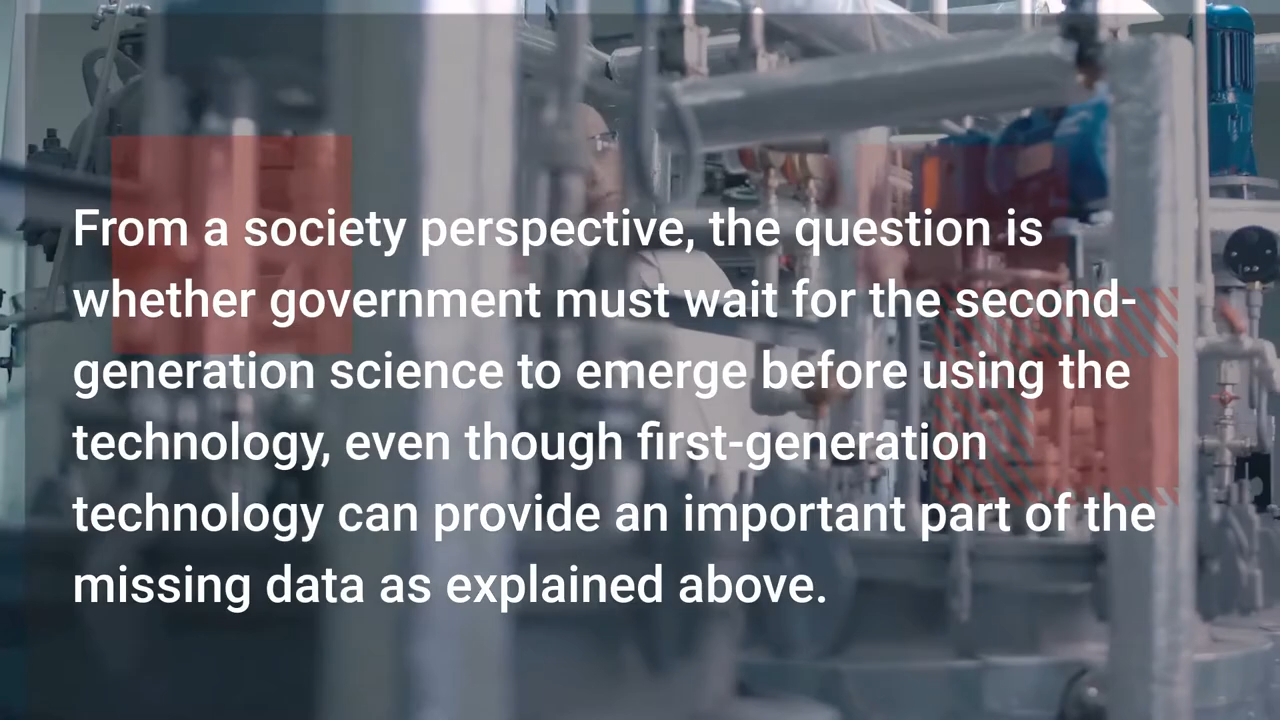 From a society perspective, the question is
whether government must wait for the second-
generation science to emerge before using the
technology, even though first-generation
technology can provide an important part of the
missing data as explained above.